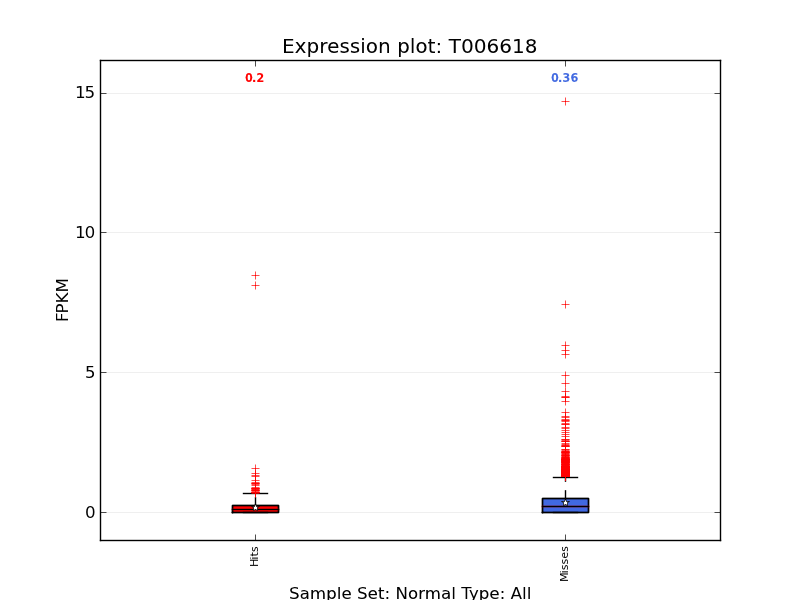 Expression plot: T006618
0.2
0.36
15
10
5
0
FPKM
Hits
Misses
Sample Set: Normal Type: All